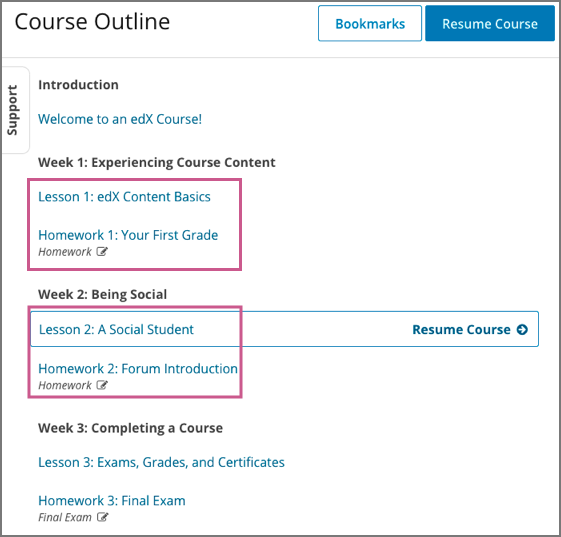 Course Outline
Bookmarks
Resume Course
Support
Introduction
Welcome to an edX Course!
Week 1: Experiencing Course Content
Lesson 1: edX Content Basics
Homework 1: Your First Grade
Homework
Week 2: Being Social
Lesson 2: A Social Student
Resume Course
Homework 2: Forum Introduction
Homework
Week 3: Completing a Course
Lesson 3: Exams, Grades, and Certificates
Homework 3: Final Exam
Final Exam